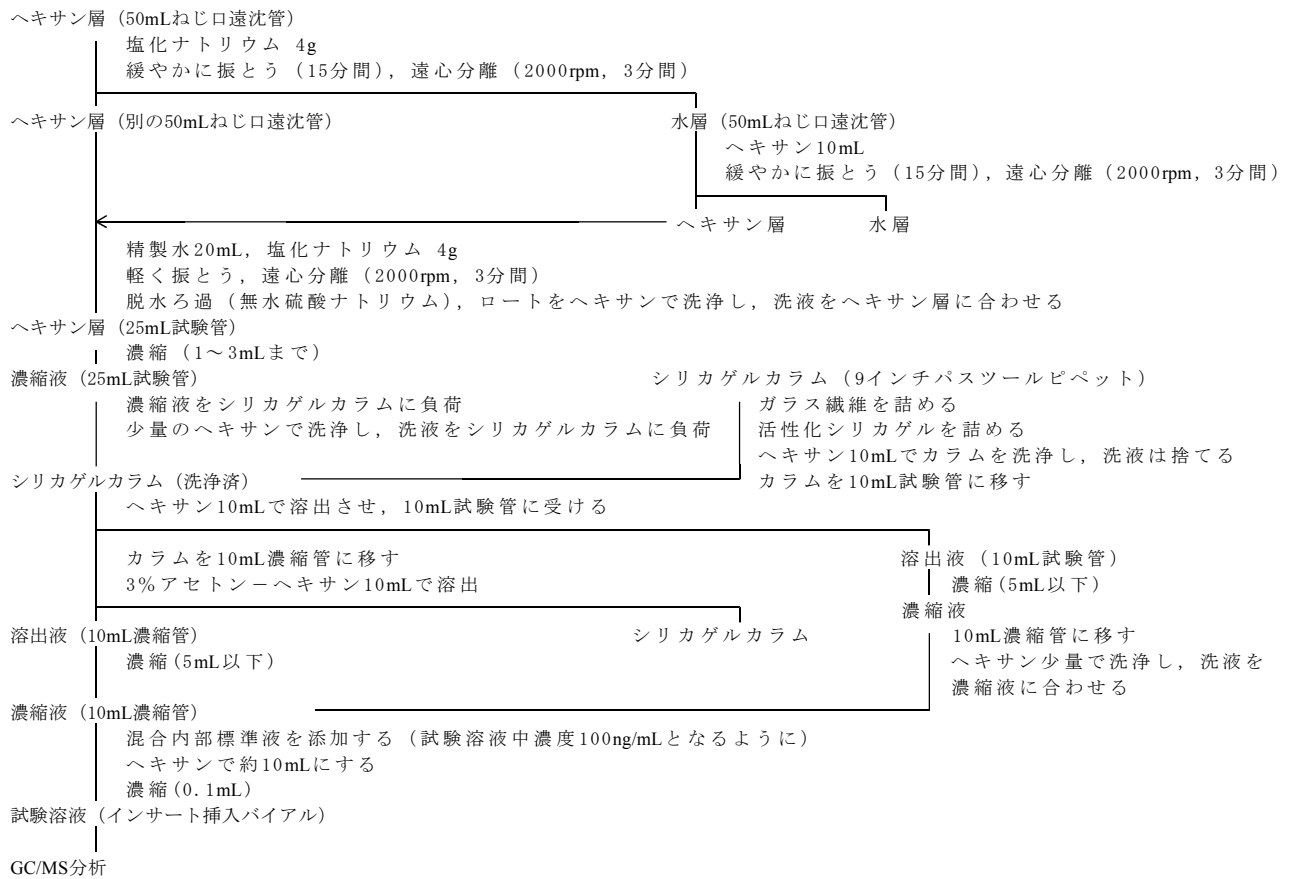 ヘキサン層（50mLねじ口遠沈管）
塩化ナトリウム 4g
緩やかに振とう（15分間），遠心分離（2000rpm，3分間）
ヘキサン層（別の50mLねじ口遠沈管）
水層（50mLねじ口遠沈管）
ヘキサン10mL
緩やかに振とう（15分間），遠心分離（2000rpm，3分間）
ヘキサン層
水層
精製水20mL，塩化ナトリウム 4g
軽く振とう，遠心分離（2000rpm，3分間）
脱水ろ過（無水硫酸ナトリウム），ロートをヘキサンで洗浄し，洗液をヘキサン層に合わせる
ヘキサン層（25mL試験管）
濃縮（1～3mLまで）
濃縮液（25mL試験管）
濃縮液をシリカゲルカラムに負荷
少量のヘキサンで洗浄し，洗液をシリカゲルカラムに負荷
シリカゲルカラム（9インチパスツールピペット）
ガラス繊維を詰める
活性化シリカゲルを詰める
ヘキサン10mLでカラムを洗浄し，洗液は捨てる
カラムを10mL試験管に移す
シリカゲルカラム（洗浄済）
ヘキサン10mLで溶出させ，10mL試験管に受ける
カラムを10mL濃縮管に移す
3％アセトン－ヘキサン10mLで溶出
溶出液（10mL試験管）
濃縮(5mL以下）
濃縮液
10mL濃縮管に移す
ヘキサン少量で洗浄し，洗液を
濃縮液に合わせる
溶出液（10mL濃縮管）
シリカゲルカラム
濃縮(5mL以下）
濃縮液（10mL濃縮管）
混合内部標準液を添加する（試験溶液中濃度100ng/mLとなるように）
ヘキサンで約10mLにする
濃縮(0.1mL)
試験溶液（インサート挿入バイアル）
GC/MS分析